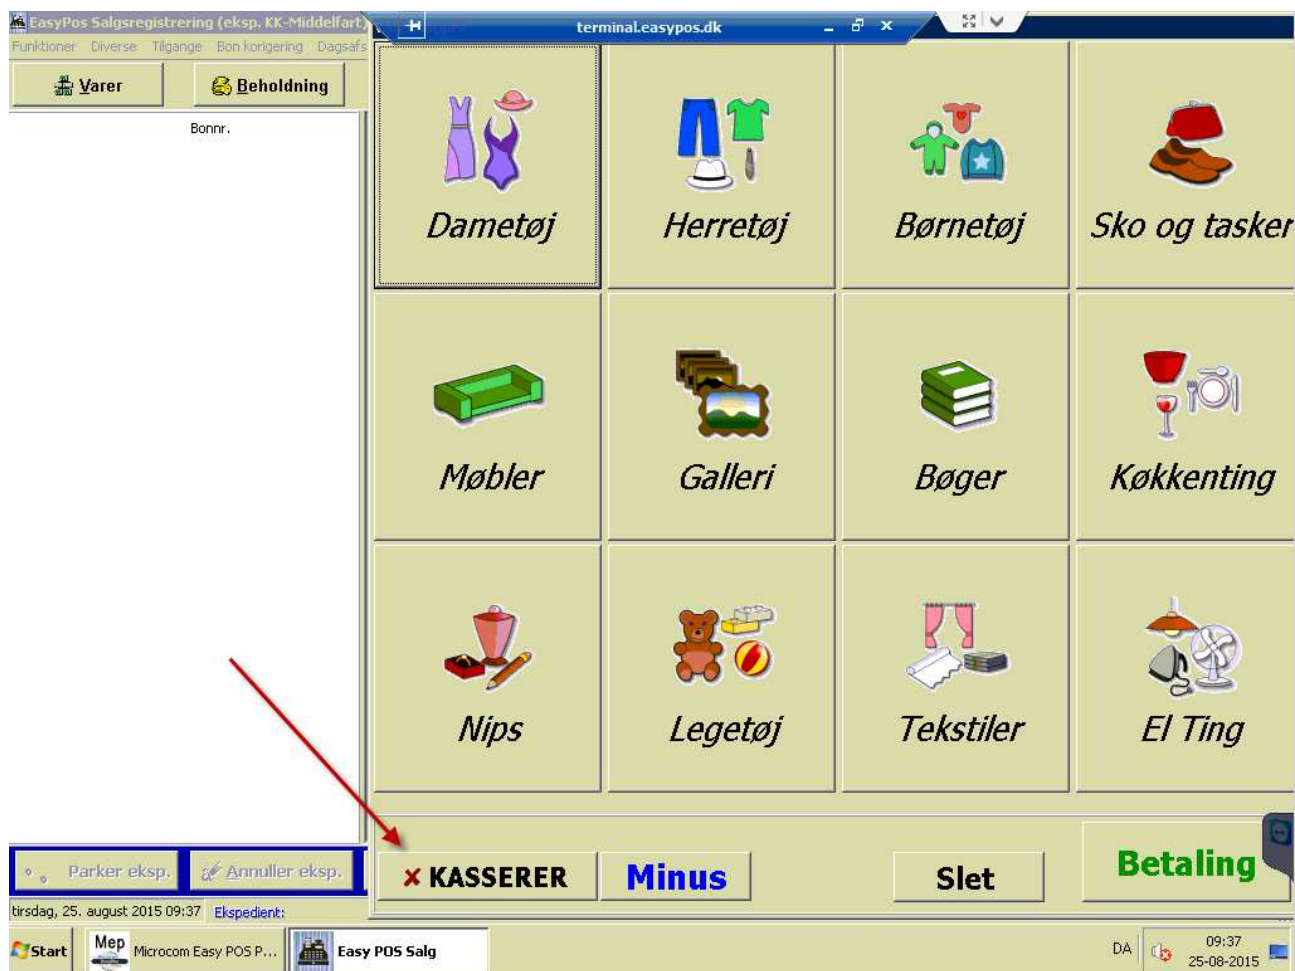 EasyPos Salgsregistrering (eksp. KK-Middelfart)
terminal.easypos.dk
Funktioner Diverse Tilgange Bon korigering Dagsafs
Varer
Beholdning
Bonnr.
Dametøj
Herretøj
Børnetøj
Sko og tasker
Møbler
Galleri
Bøger
Køkkenting
Nips
Legetøj
Tekstiler
El Ting
Parker eksp.
Annuller eksp.
KASSERER
Minus
Slet
Betaling
tirsdag, 25. august 2015 09:37 Ekspedient:
Start
Mep
Microcom Easy POS P...
Easy POS Salg
DA
09:37
25-08-2015